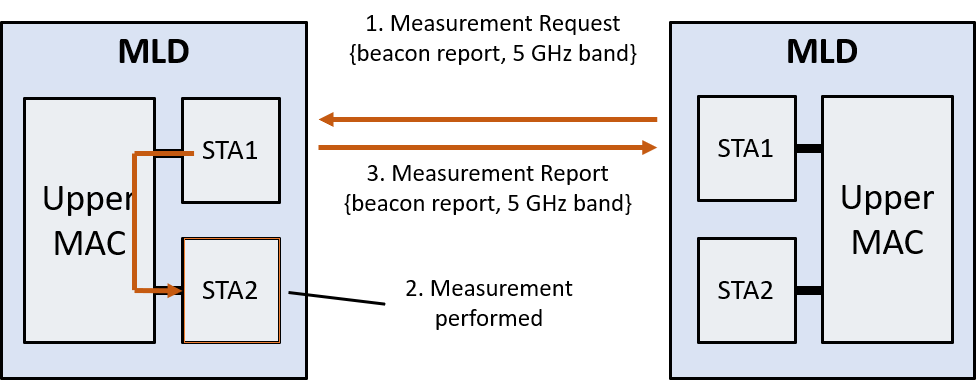 MLD
STA1
Upper
MAC
STA2
1. Measurement Request
{beacon report, 5 GHz band}
3. Measurement Report
{beacon report, 5 GHz band}
2. Measurement
performed
MLD
STA1
Upper
MAC
STA2